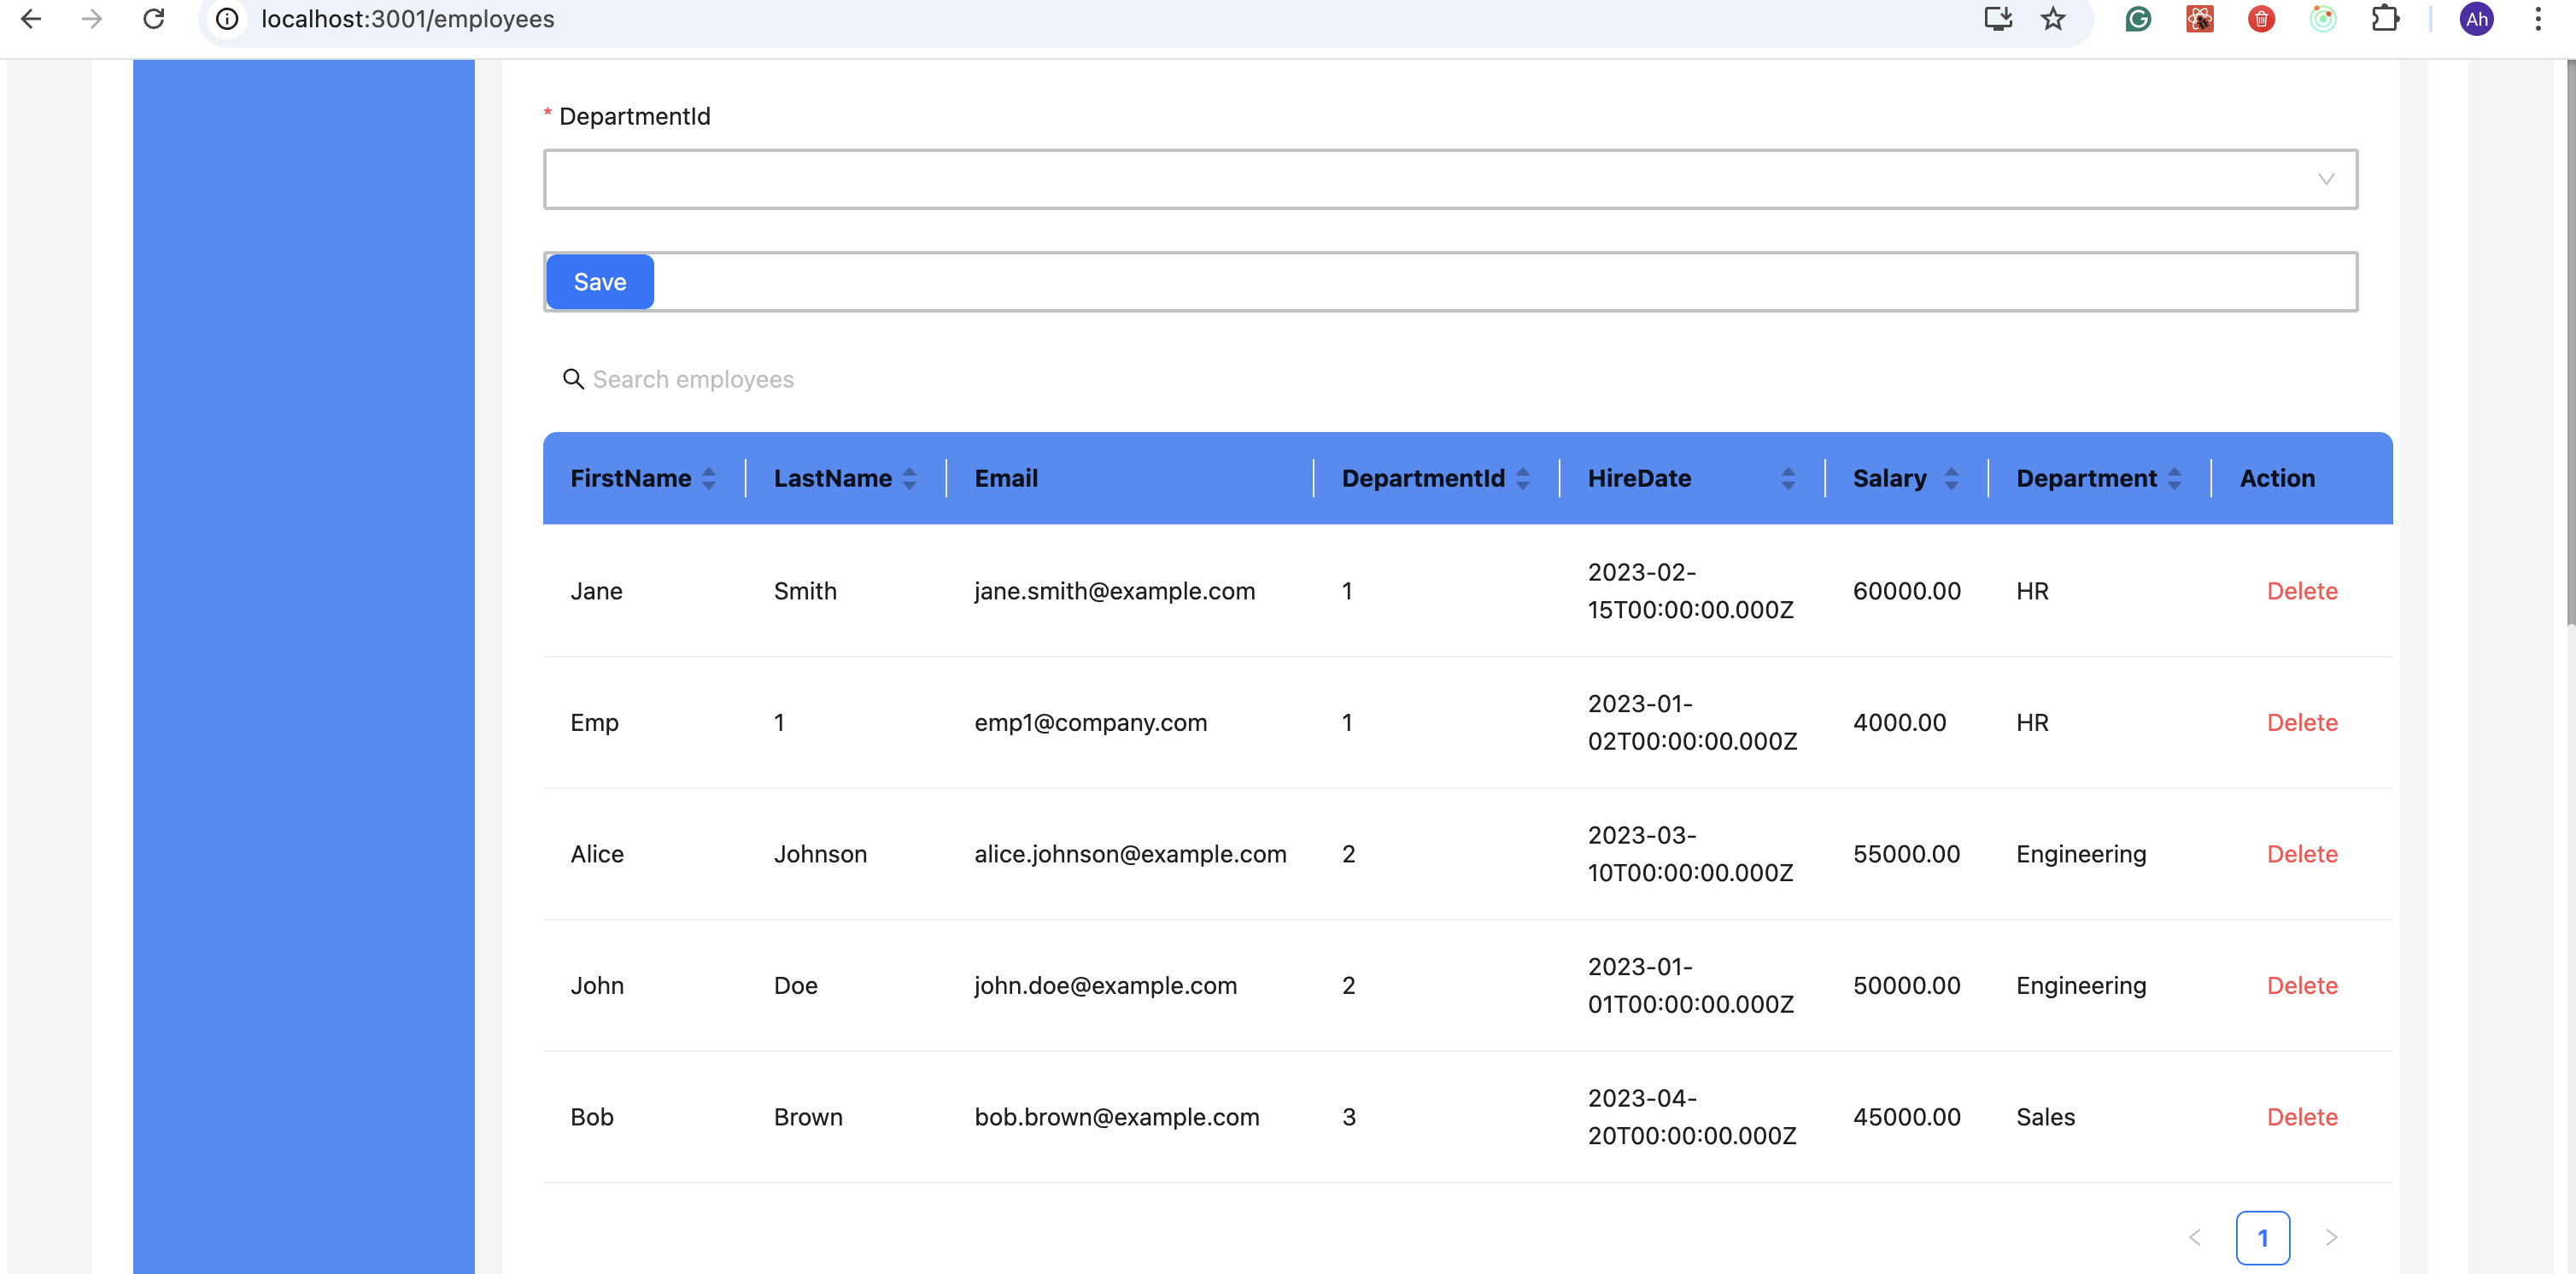 localhost:3001/employees
Ah
* DepartmentId
Save
Search employees
FirstName LastName Email DepartmentId HireDate Salary Department Action
Jane Smith jane.smith@example.com 1 2023-02-15T00:00:00.000Z 60000.00 HR Delete
Emp 1 emp1@company.com 1 2023-01-02T00:00:00.000Z 4000.00 HR Delete
Alice Johnson alice.johnson@example.com 2 2023-03-10T00:00:00.000Z 55000.00 Engineering Delete
John Doe john.doe@example.com 2 2023-01-01T00:00:00.000Z 50000.00 Engineering Delete
Bob Brown bob.brown@example.com 3 2023-04-20T00:00:00.000Z 45000.00 Sales Delete
1